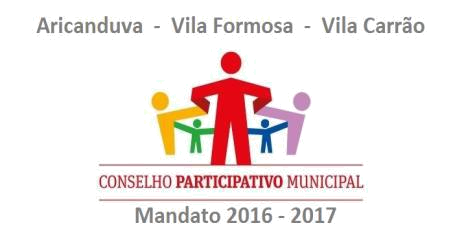 Aricanduva - Vila Formosa - Vila Carrão
CONSELHO PARTICIPATIVO MUNICIPAL
Mandato 2016 - 2017